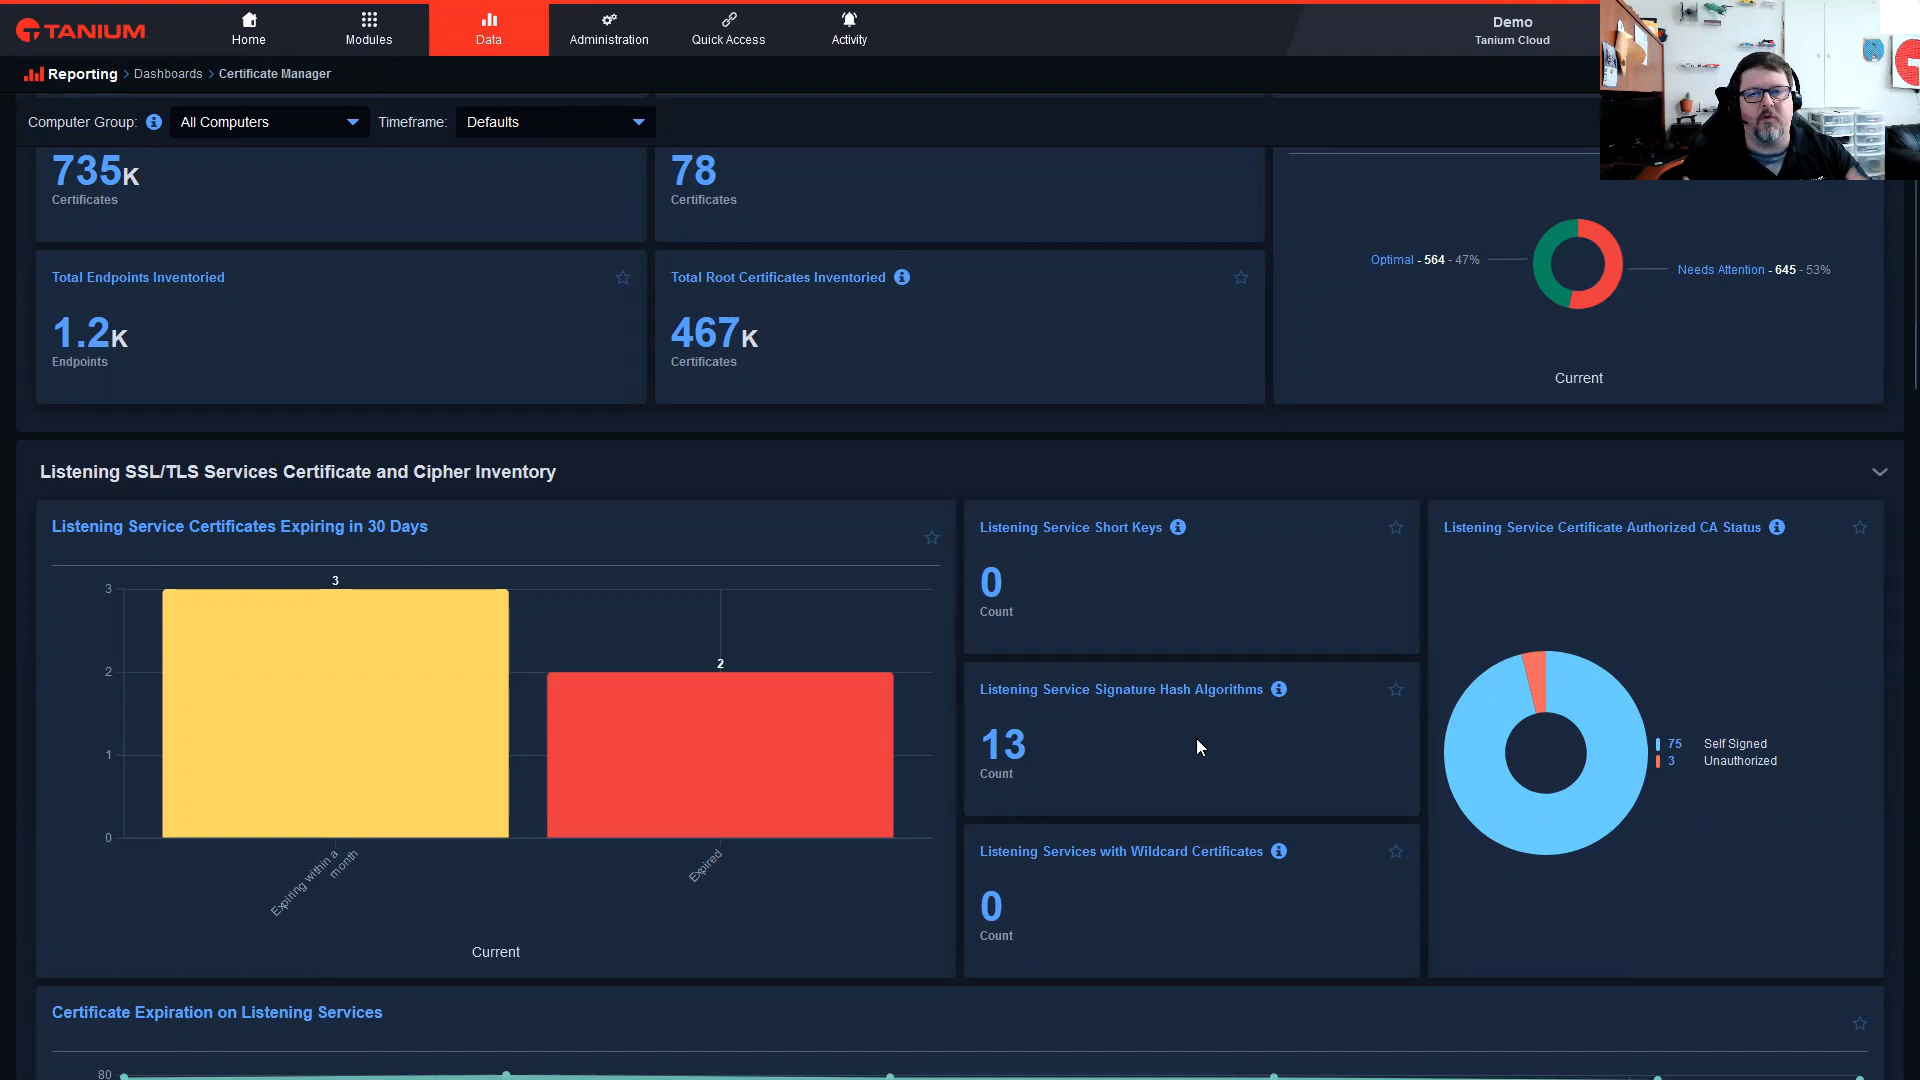 TANIUM
Home
Modules
Data
Administration
Quick Access
Activity
Demo
Tanium Cloud
Reporting > Dashboards > Certificate Manager
Computer Group:
All Computers
Timeframe:
Defaults
735K
Certificates
78
Certificates
Optimal - 564 - 47%
Needs Attention - 645 - 53%
Current
Total Endpoints Inventoried
1.2K
Endpoints
Total Root Certificates Inventoried
467K
Certificates
Listening SSL/TLS Services Certificate and Cipher Inventory
Listening Service Certificates Expiring in 30 Days
3
2
1
0
3
2
Expiring within a
month
Expired
Current
Listening Service Short Keys
0
Count
Listening Service Signature Hash Algorithms
13
Count
Listening Services with Wildcard Certificates
0
Count
Listening Service Certificate Authorized CA Status
75 Self Signed
3 Unauthorized
Certificate Expiration on Listening Services
80